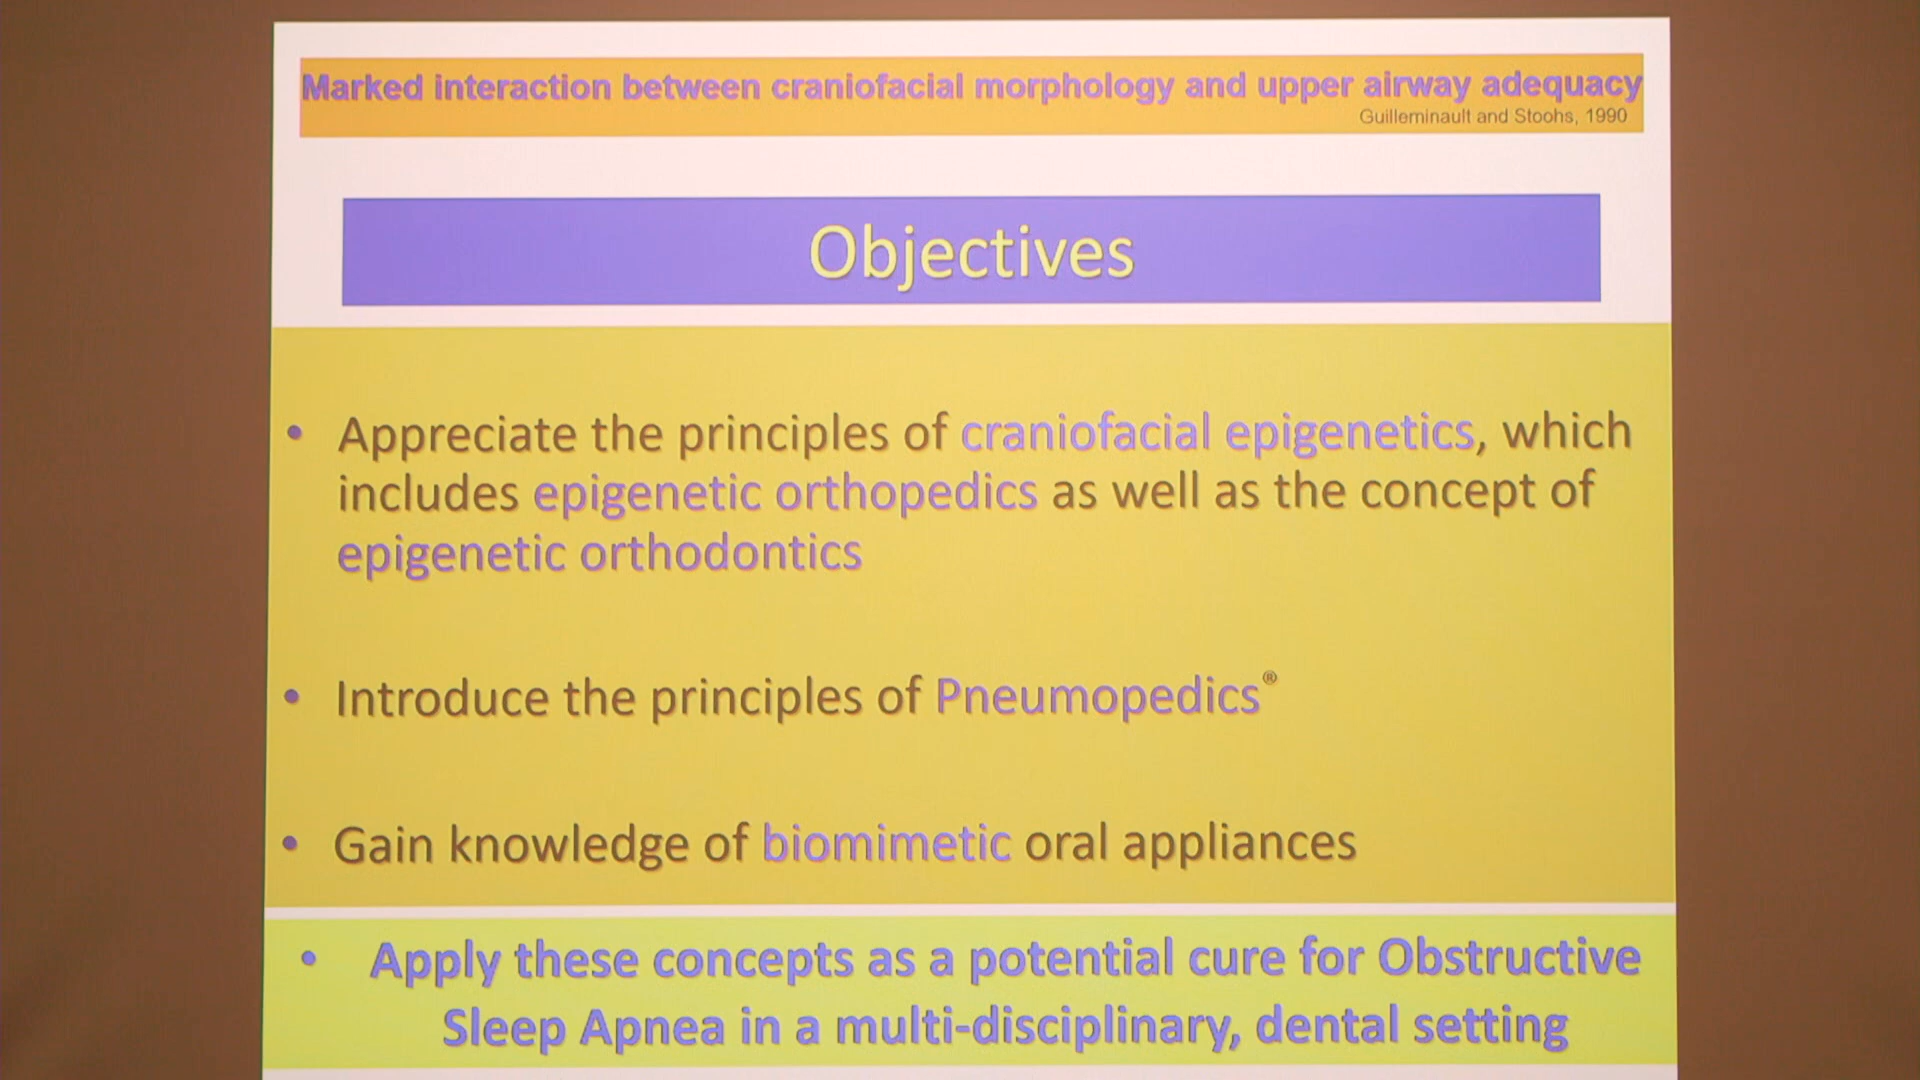 Marked interaction between craniofacial morphology and upper airway adequacy
Guilleminault and Stoohs, 1990
Objectives
• Appreciate the principles of craniofacial epigenetics, which
includes epigenetic orthopedics as well as the concept of
epigenetic orthodontics
• Introduce the principles of Pneumopedics®
• Gain knowledge of biomimetic oral appliances
• Apply these concepts as a potential cure for Obstructive
Sleep Apnea in a multi-disciplinary, dental setting